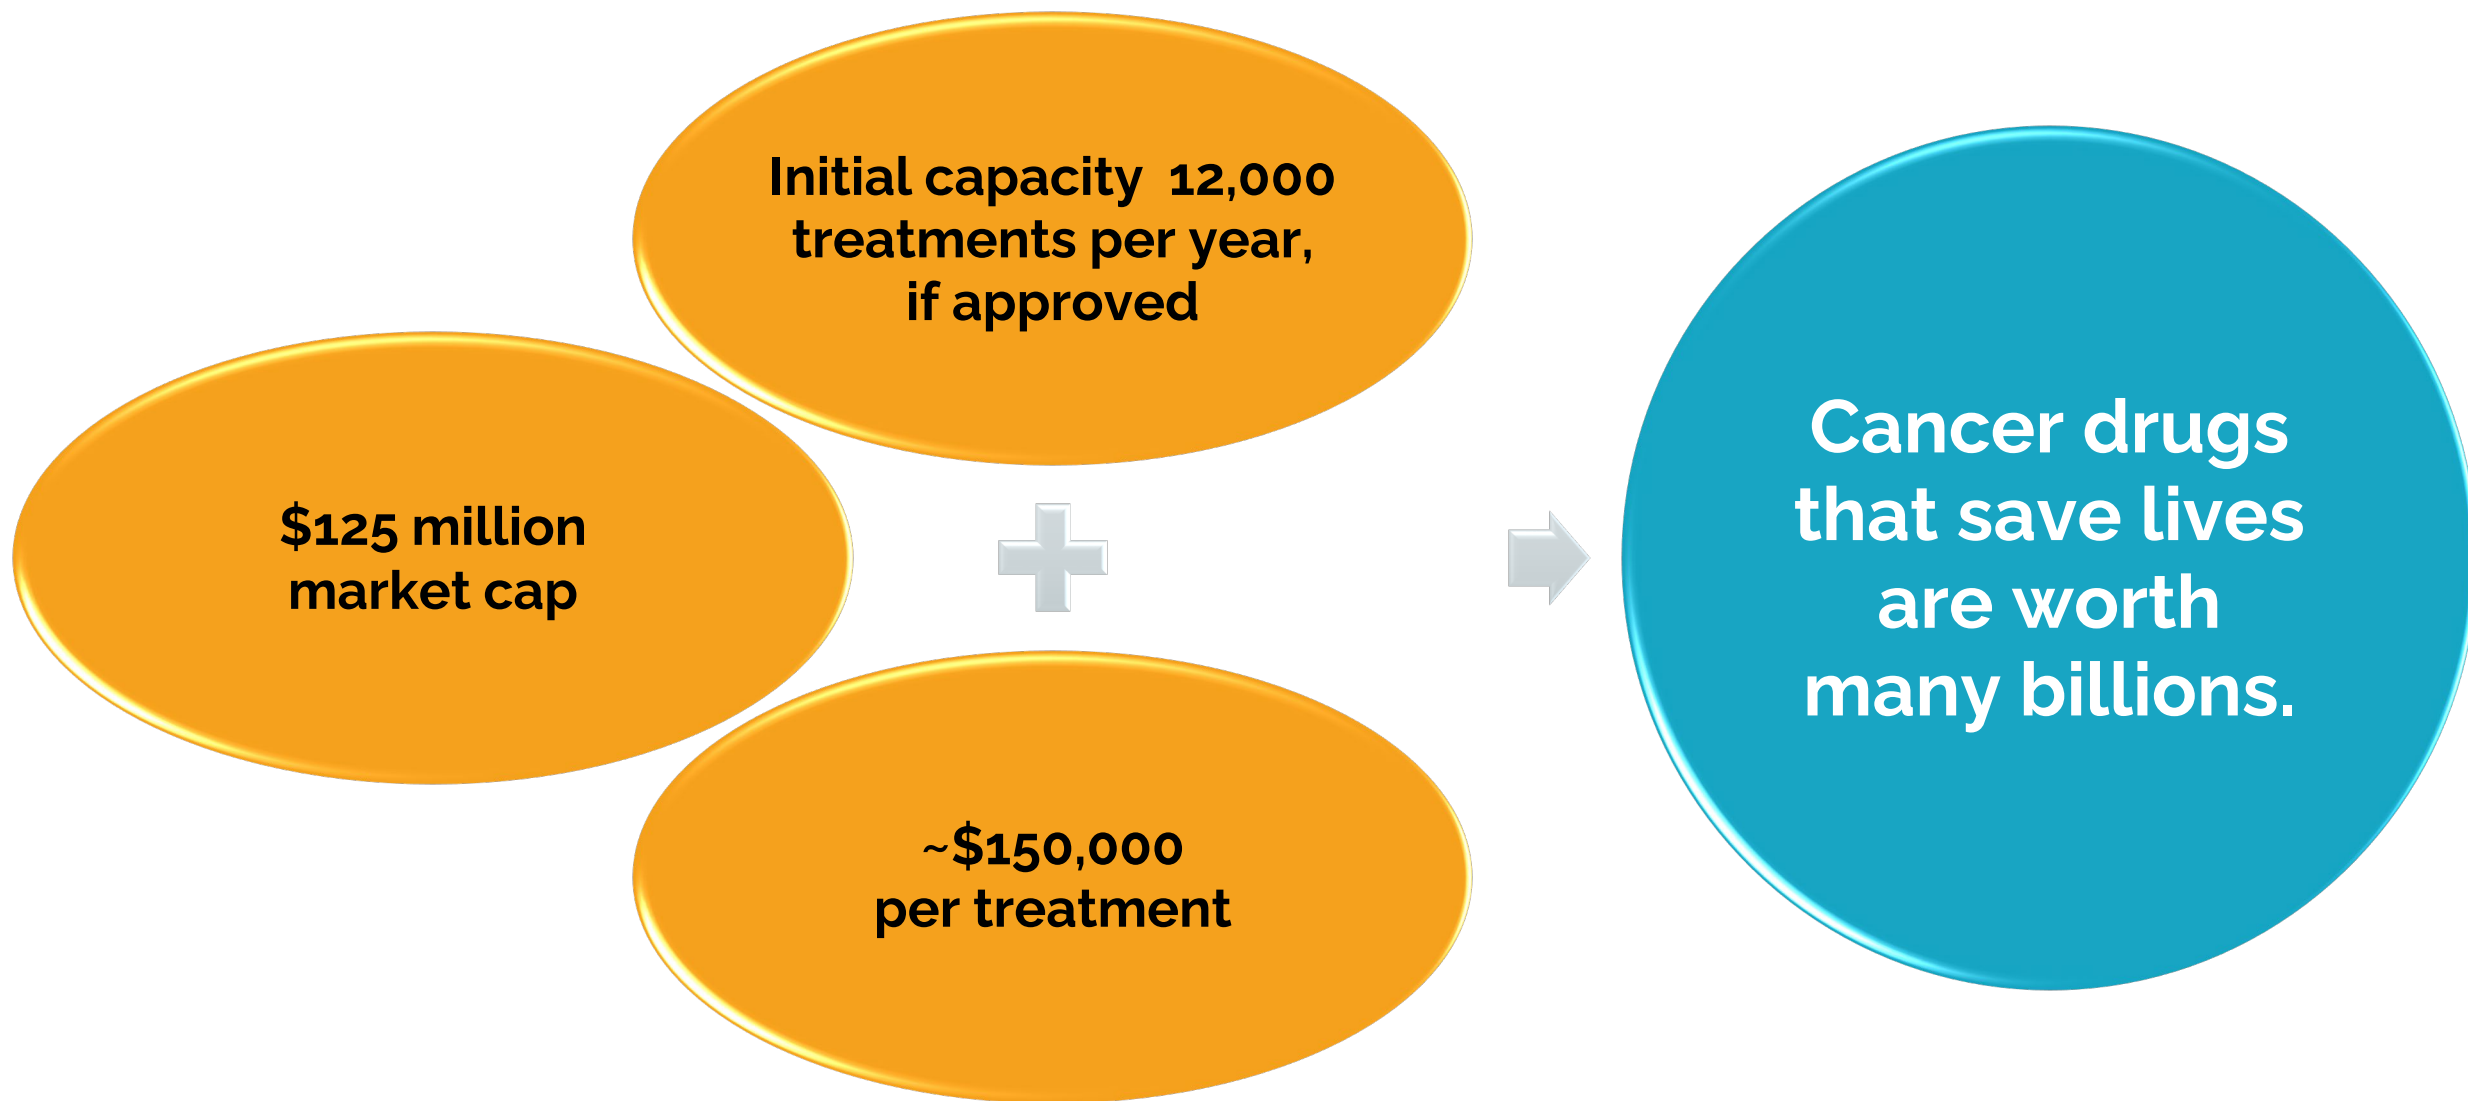 Initial capacity  12,000
treatments per year,
if approved
$125 million
market cap
~$150,000
per treatment
Cancer drugs
that save lives
are worth
many billions.